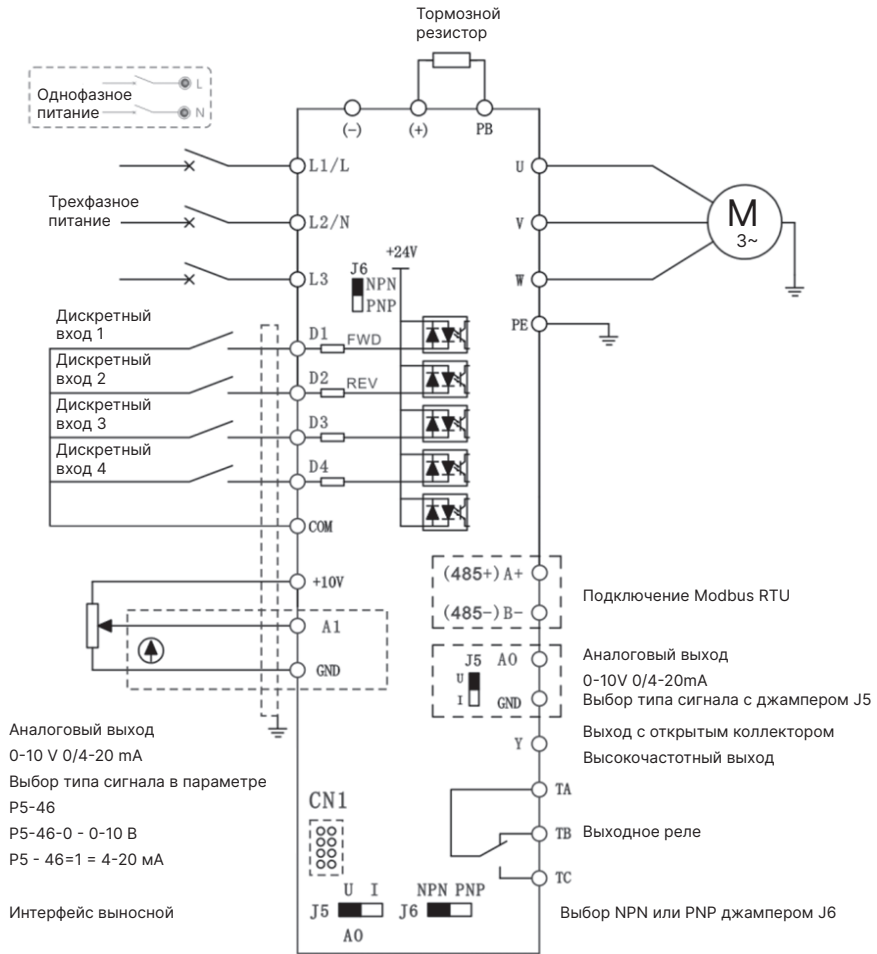 Тормозной
резистор
L
Однофазное
питание
N
(-)
(+)
PB
L1/L
U
Трехфазное
питание
L2/N
V
M
3~
+24V
J6
NPN
PNP
L3
W
Дискретный
вход 1
D1
FWD
PE
Дискретный
вход 2
D2
REV
Дискретный
вход 3
D3
Дискретный
вход 4
D4
COM
+10V
(485+)A+
Подключение Modbus RTU
(485-)B-
A1
GND
J5
AO
U
I
GND
Аналоговый выход
0-10V 0/4-20mA
Выбор типа сигнала с джампером J5
Y
Выход с открытым коллектором
Высокочастотный выход
Аналоговый выход
0-10 V 0/4-20 mA
Выбор типа сигнала в параметре
P5-46
P5-46-0 - 0-10 В
P5 - 46=1 = 4-20 мА
CN1
TA
TB
Выходное реле
TC
Интерфейс выносной
U I
J5
AO
NPN PNP
J6
Выбор NPN или PNP джампером J6